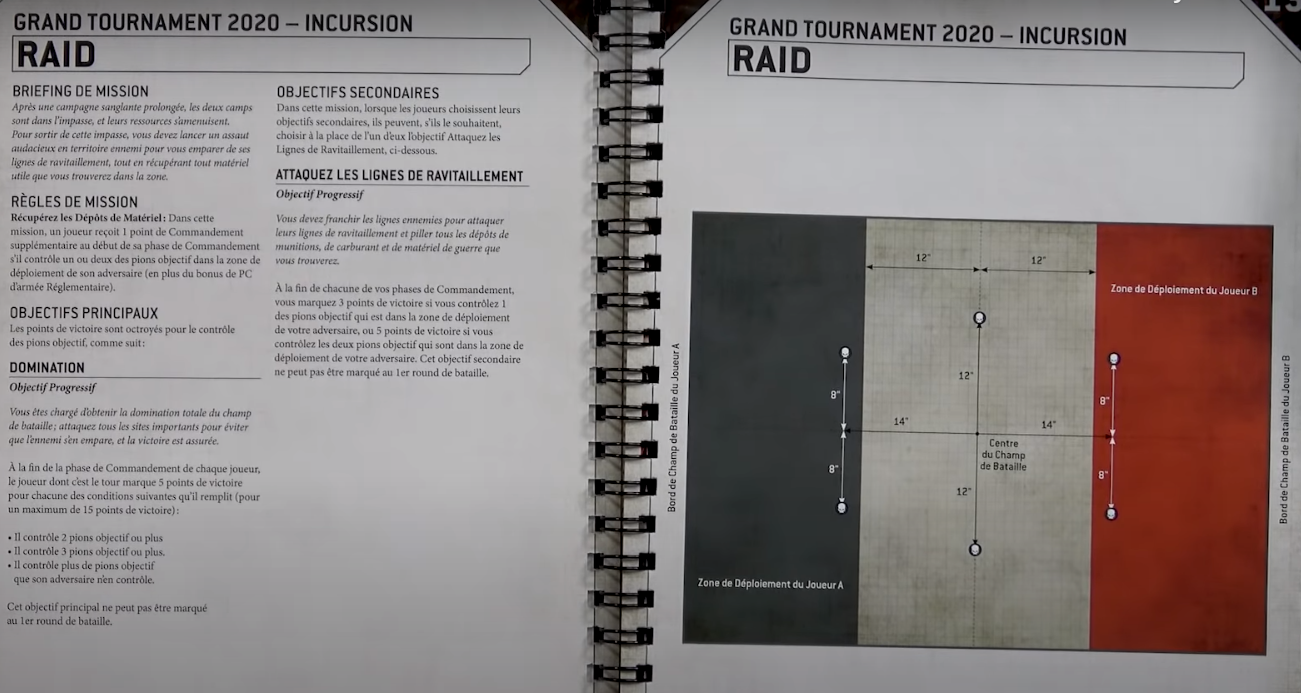 GRAND TOURNAMENT 2020 – INCURSION
RAID
BRIEFING DE MISSION
Après une campagne sanglante prolongée, les deux camps
sont dans l'impasse, et leurs ressources s'amenuisent.
Pour sortir de cette impasse, vous devez lancer un assaut
audacieux en territoire ennemi pour vous emparer de ses
lignes de ravitaillement, tout en récupérant tout matériel
utile que vous trouverez dans la zone.
RÈGLES DE MISSION
Récupérez les Dépôts de Matériel : Dans cette
mission, un joueur reçoit 1 point de Commandement
supplémentaire au début de sa phase de Commandement
s'il contrôle un ou deux des pions objectif dans la zone de
déploiement de son adversaire (en plus du bonus de PC
d'armée Réglementaire).
OBJECTIFS PRINCIPAUX
Les points de victoire sont octroyés pour le contrôle
des pions objectif, comme suit:
DOMINATION
Objectif Progressif
Vous êtes chargé d'obtenir la domination totale du champ
de bataille; attaquez tous les sites importants pour éviter
que l'ennemi s'en empare, et la victoire est assurée.
À la fin de la phase de Commandement de chaque joueur,
le joueur dont c'est le tour marque 5 points de victoire
pour chacune des conditions suivantes qu'il remplit (pour
un maximum de 15 points de victoire) :
• Il contrôle 2 pions objectif ou plus
• Il contrôle 3 pions objectif ou plus.
• Il contrôle plus de pions objectif
que son adversaire n'en contrôle.
Cet objectif principal ne peut pas être marqué
au 1er round de bataille.
OBJECTIFS SECONDAIRES
Dans cette mission, lorsque les joueurs choisissent leurs
objectifs secondaires, ils peuvent, s'ils le souhaitent,
choisir à la place de l'un d'eux l'objectif Attaquez les
Lignes de Ravitaillement, ci-dessous.
ATTAQUEZ LES LIGNES DE RAVITAILLEMENT
Objectif Progressif
Vous devez franchir les lignes ennemies pour attaquer
leurs lignes de ravitaillement et piller tous les dépôts de
munitions, de carburant et de matériel de guerre que
vous trouverez.
À la fin de chacune de vos phases de Commandement,
vous marquez 3 points de victoire si vous contrôlez 1
des pions objectif qui est dans la zone de déploiement
de votre adversaire, ou 5 points de victoire si vous
contrôlez les deux pions objectif qui sont dans la zone de
déploiement de votre adversaire. Cet objectif secondaire
ne peut pas être marqué au 1er round de bataille.
GRAND TOURNAMENT 2020 – INCURSION
RAID
12"
12"
Zone de Déploiement du Joueur B
Bord de Champ de Bataille du Joueur A
Bord de Champ de Bataille du Joueur B
12"
8"
8"
14"
14"
Centre
du Champ
de Bataille
8"
8"
12"
Zone de Déploiement du Joueur A